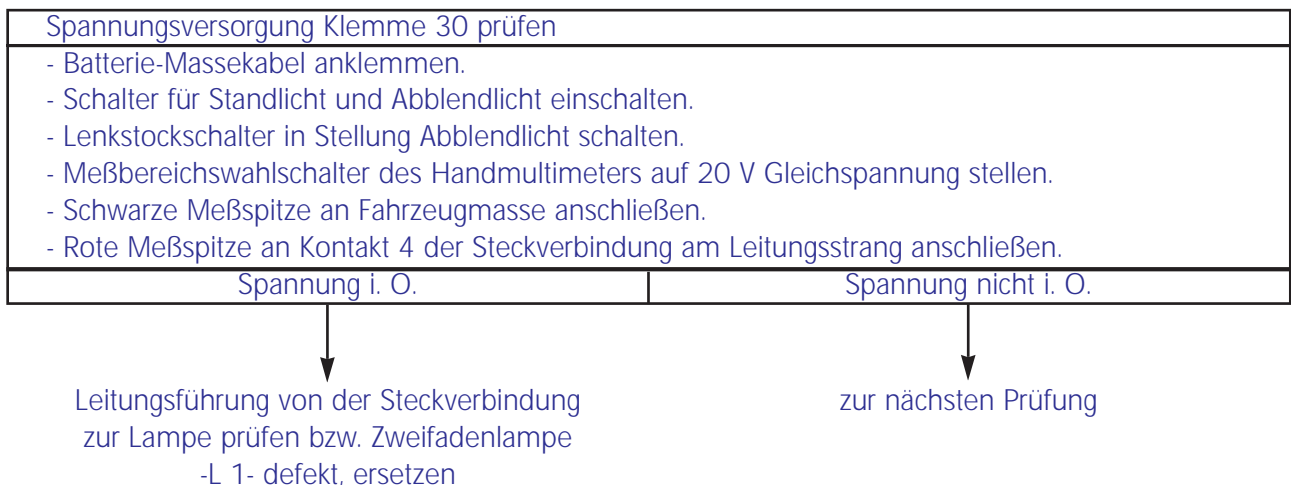 Spannungsversorgung Klemme 30 prüfen
- Batterie-Massekabel anklemmen.
- Schalter für Standlicht und Abblendlicht einschalten.
- Lenkstockschalter in Stellung Abblendlicht schalten.
- Meßbereichswahlschalter des Handmultimeters auf 20 V Gleichspannung stellen.
- Schwarze Meßspitze an Fahrzeugmasse anschließen.
- Rote Meßspitze an Kontakt 4 der Steckverbindung am Leitungsstrang anschließen.
Spannung i. O.
Spannung nicht i. O.
Leitungsführung von der Steckverbindung
zur Lampe prüfen bzw. Zweifadenlampe
-L 1- defekt, ersetzen
zur nächsten Prüfung